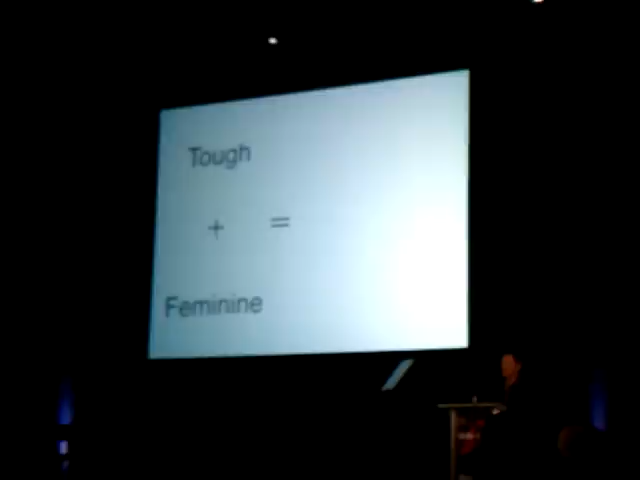 Tough
+ =
Feminine